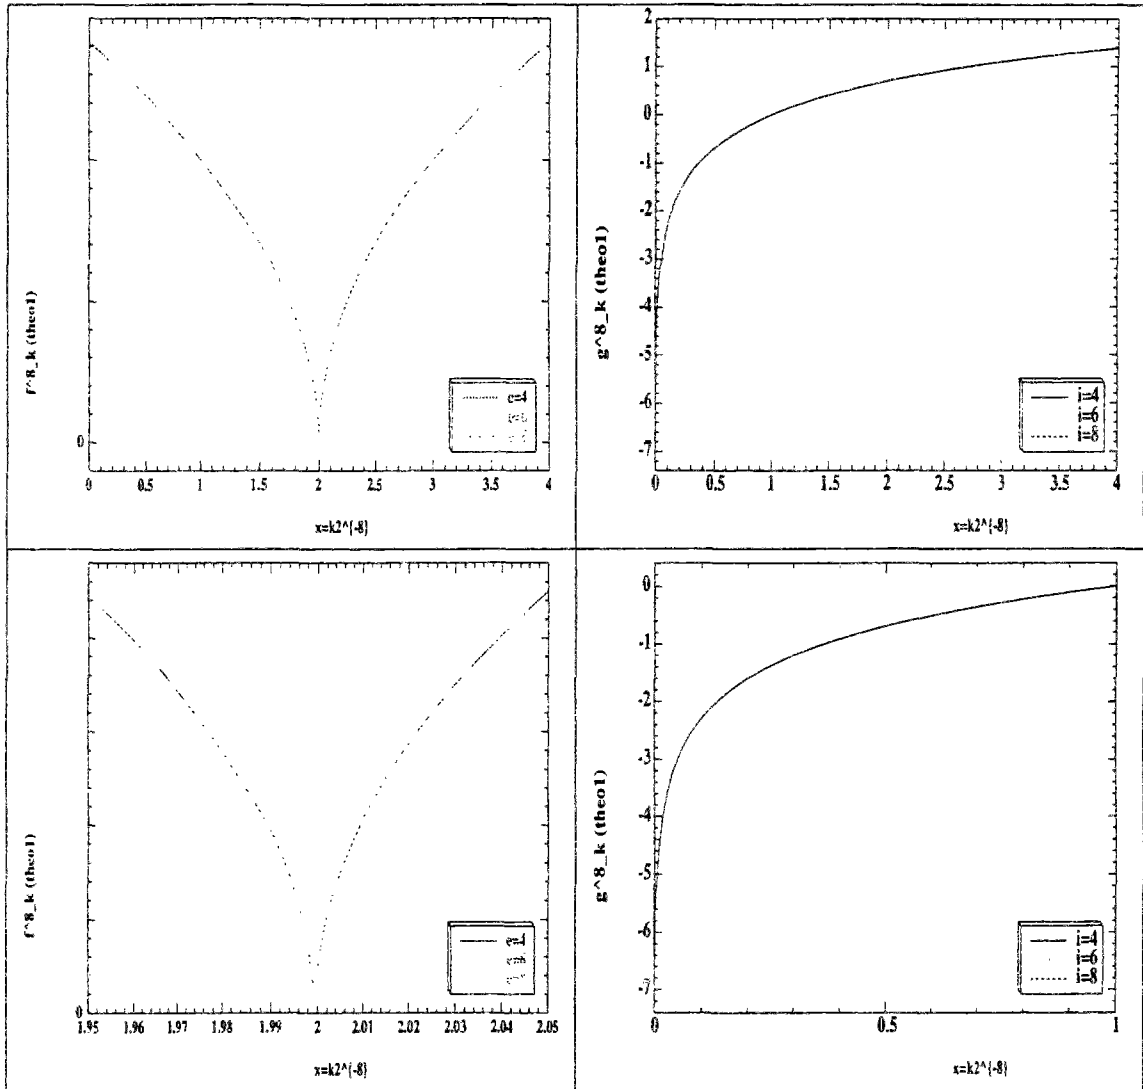 f^8_k (theo1)
0
e=4
0 0.5 1 1.5 2 2.5 3 3.5 4
x=k2^{-8}
g^8_k (theo1)
2
1
0
-1
-2
-3
-4
-5
-6
-7
i=4
i=6
i=8
0 0.5 1 1.5 2 2.5 3 3.5 4
x=k2^{-8}
f^8_k (theo1)
0
1.95 1.96 1.97 1.98 1.99 2 2.01 2.02 2.03 2.04 2.05
x=k2^{-8}
g^8_k (theo1)
0
-1
-2
-3
-4
-5
-6
-7
i=4
i=6
i=8
0 0.5 1
x=k2^{-8}